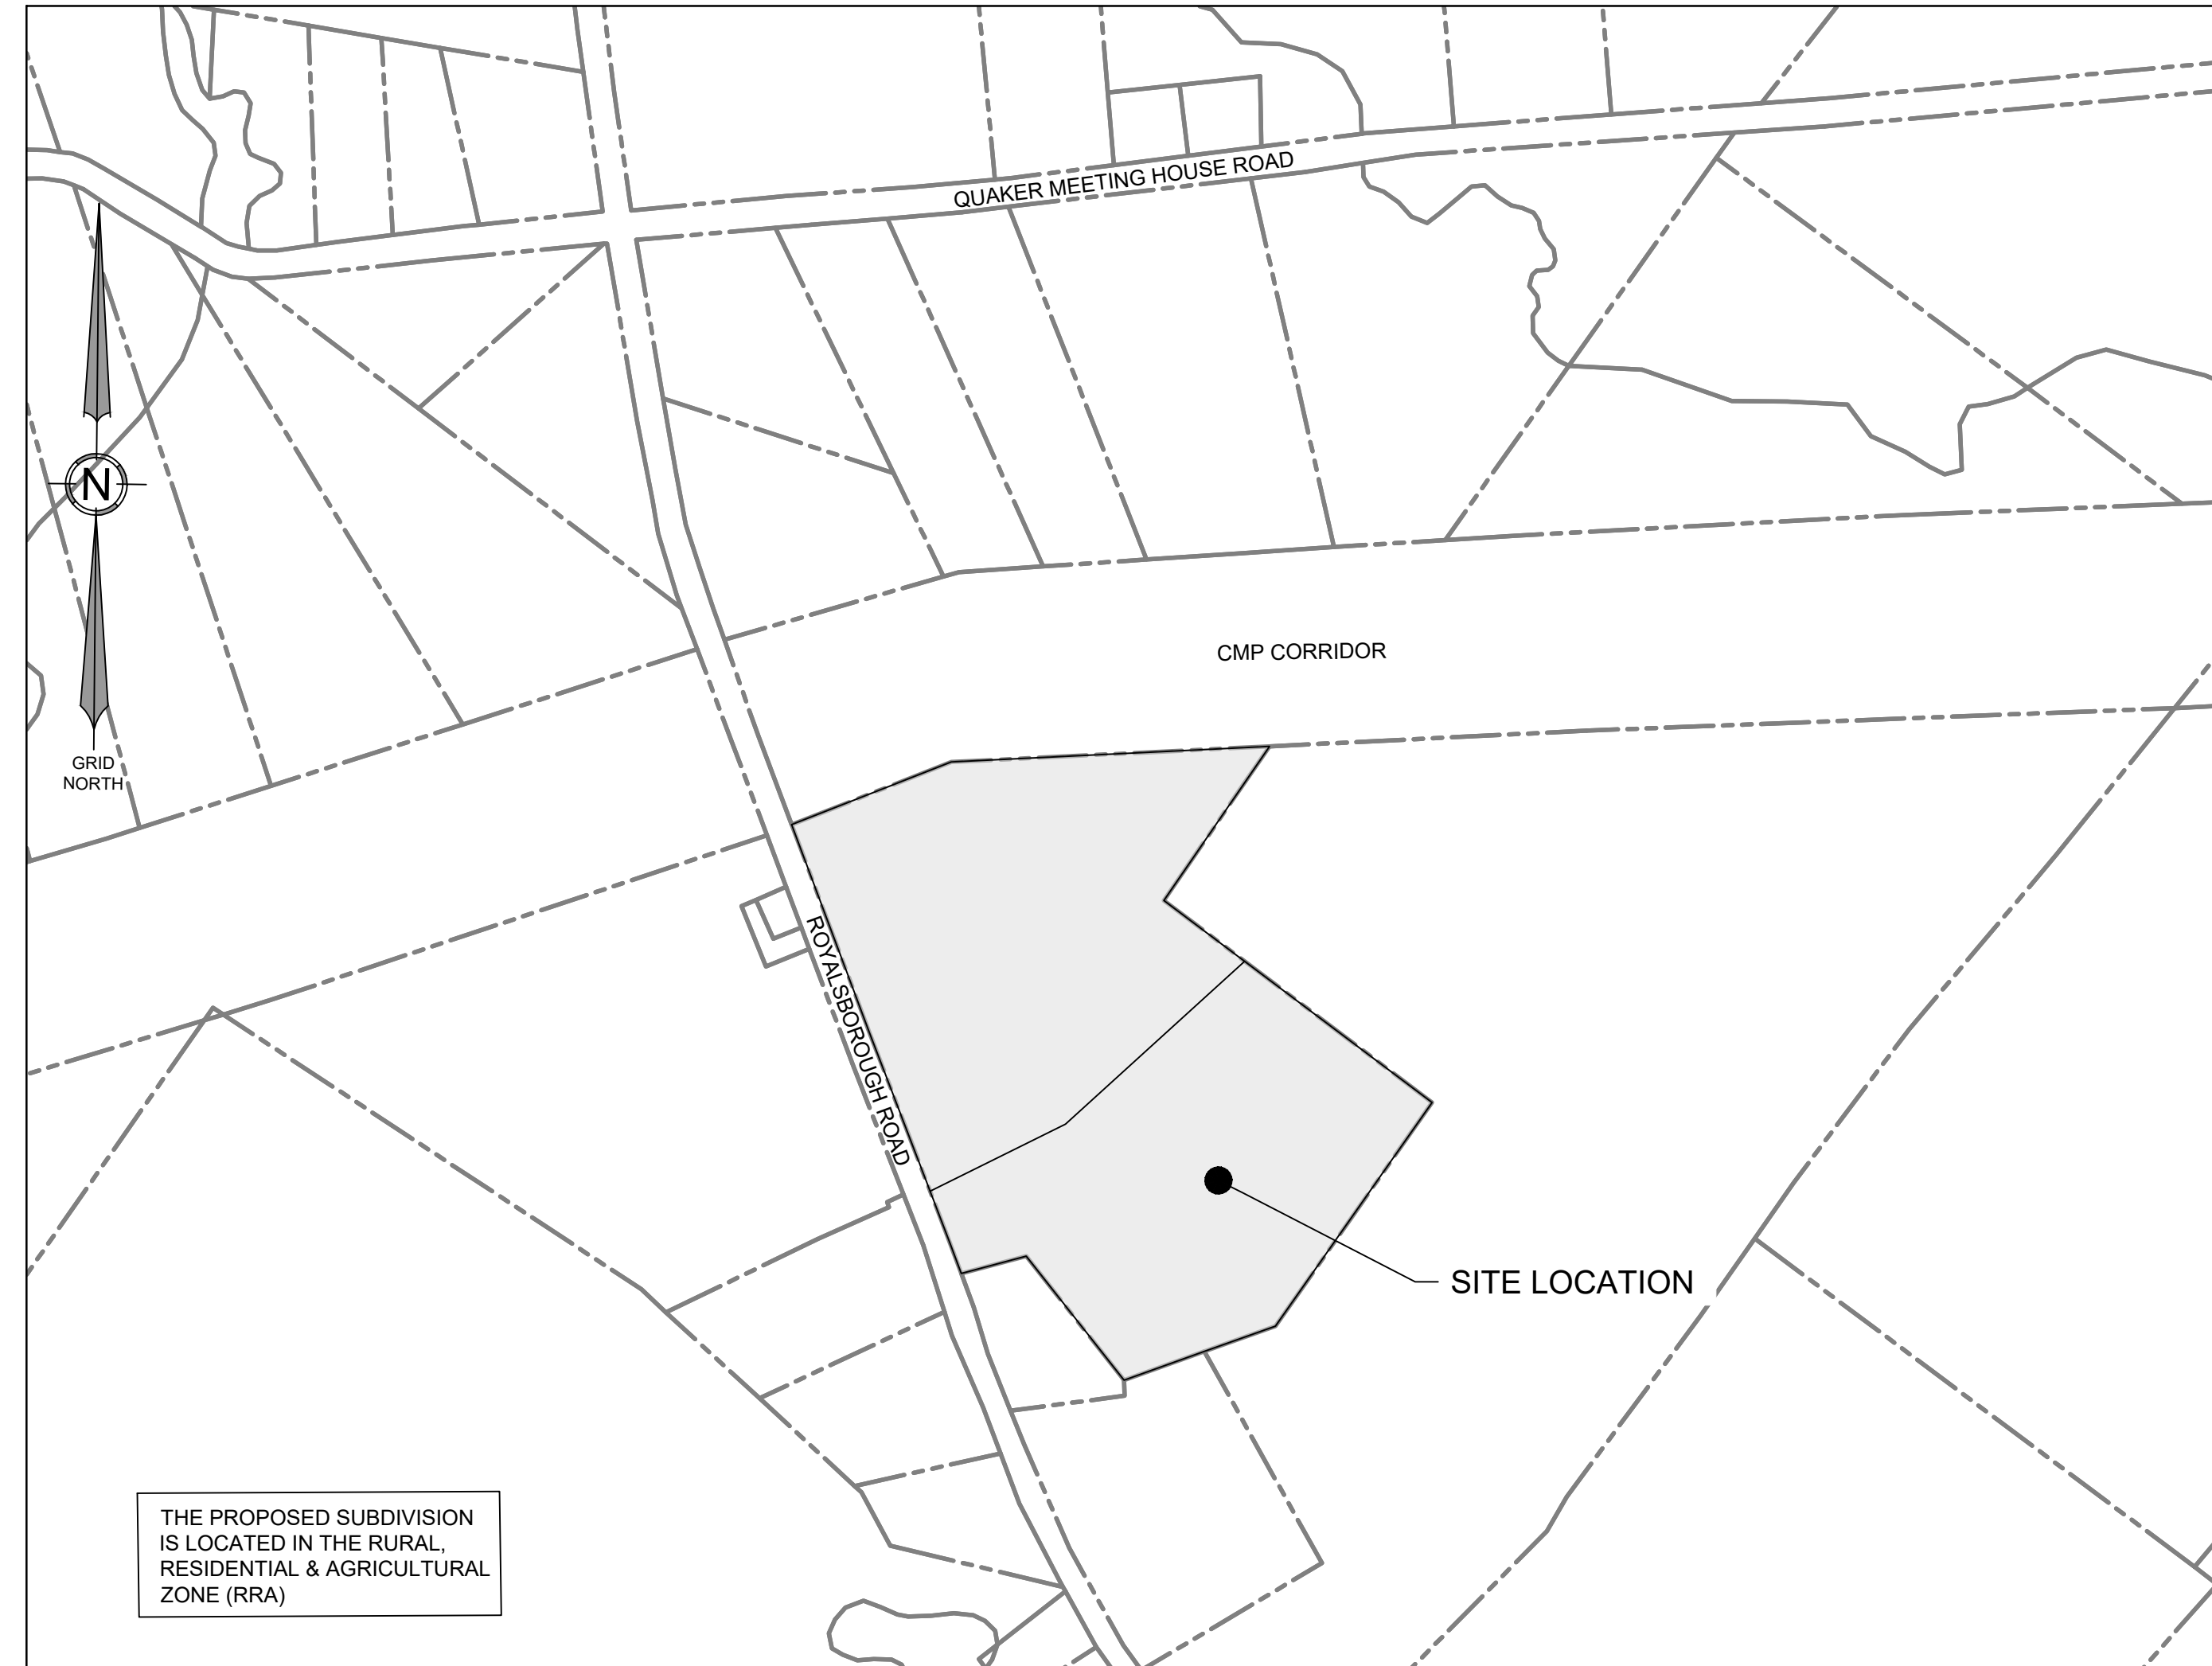 QUAKER MEETING HOUSE ROAD
N
CMP CORRIDOR
GRID
NORTH
ROYALSBOROUGH ROAD
SITE LOCATION
THE PROPOSED SUBDIVISION
IS LOCATED IN THE RURAL,
RESIDENTIAL & AGRICULTURAL
ZONE (RRA)